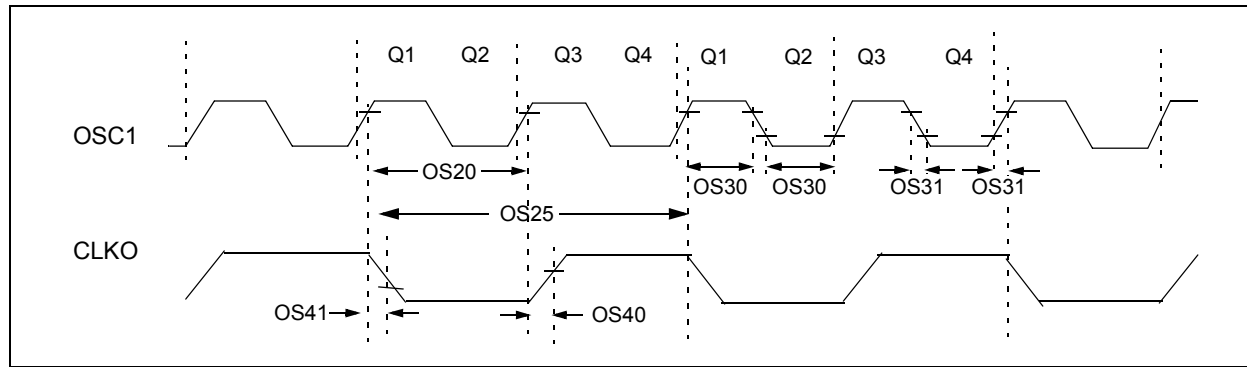 Q1 Q2 Q3 Q4 Q1 Q2 Q3 Q4
OSC1
OS20 OS30 OS30 OS31 OS31
OS25
CLKO
OS41 OS40